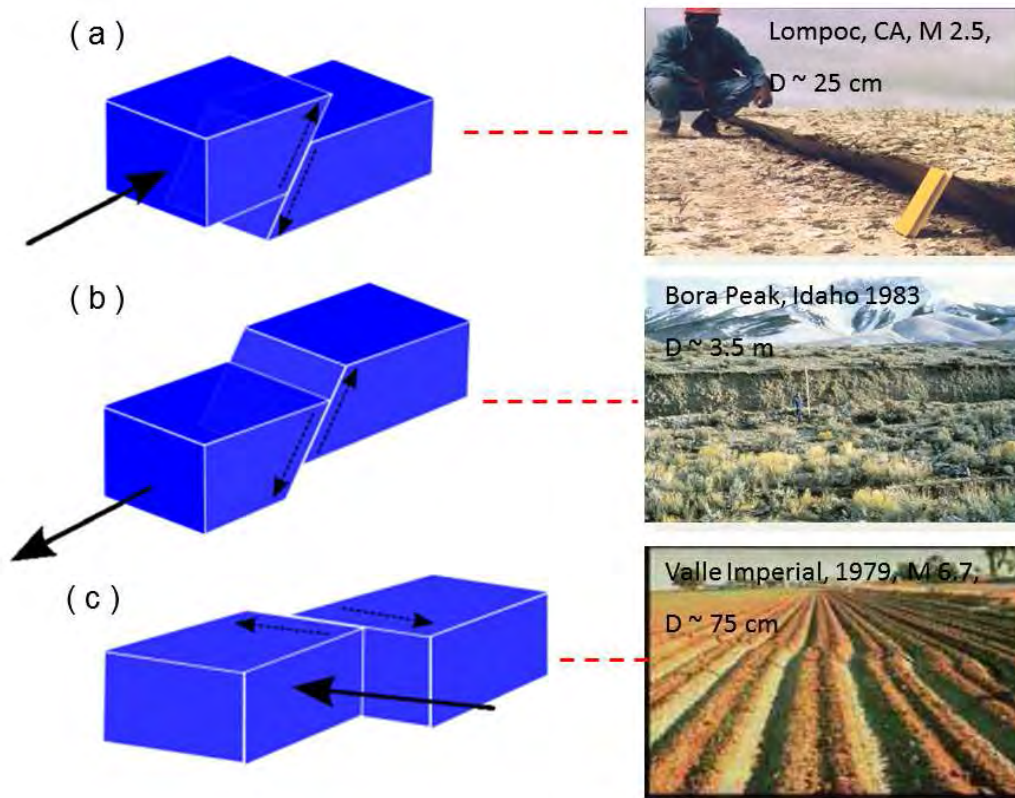 ( a )
Lompoc, CA, M 2.5,
D ~ 25 cm
( b )
Bora Peak, Idaho 1983
D ~ 3.5 m
( c )
Valle Imperial, 1979, M 6.7,
D ~ 75 cm